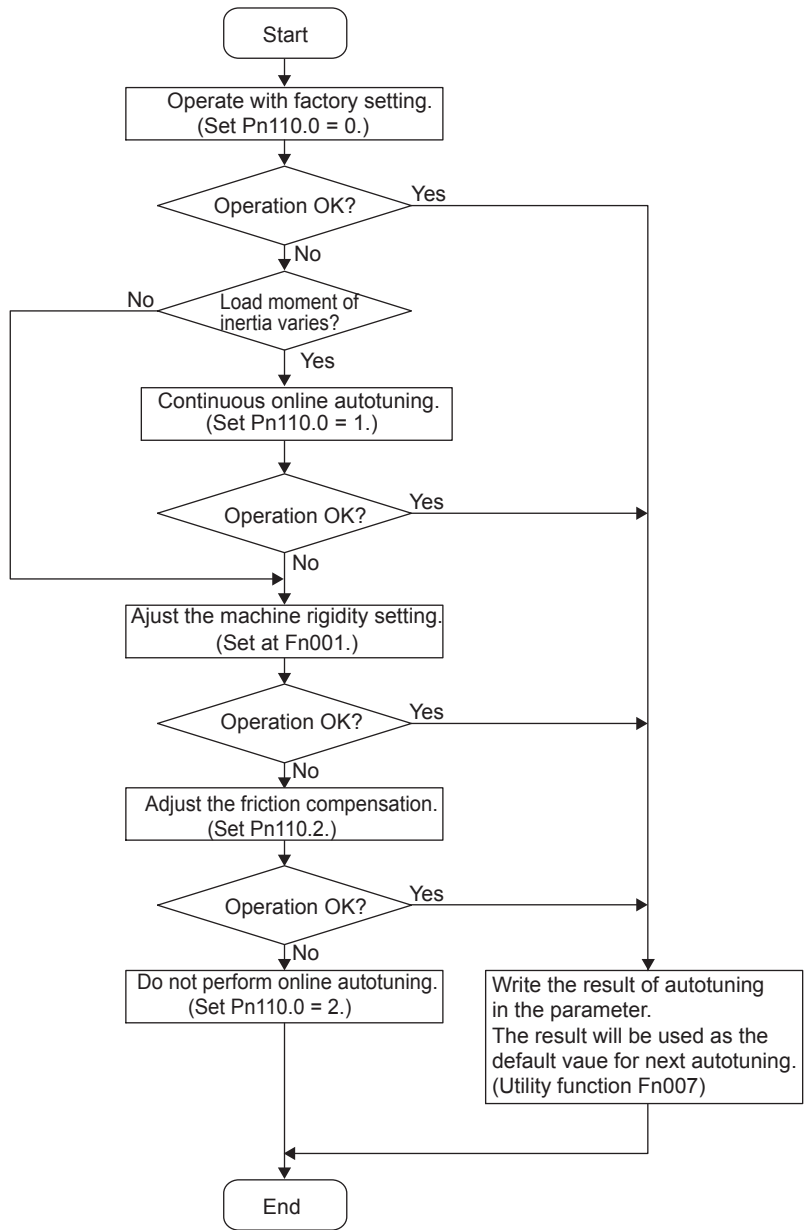 Start
Operate with factory setting.
(Set Pn110.0 = 0.)
Yes
Operation OK?
No
No
Load moment of
inertia varies?
Yes
Continuous online autotuning.
(Set Pn110.0 = 1.)
Yes
Operation OK?
No
Ajust the machine rigidity setting.
(Set at Fn001.)
Yes
Operation OK?
No
Adjust the friction compensation.
(Set Pn110.2.)
Yes
Operation OK?
No
Do not perform online autotuning.
(Set Pn110.0 = 2.)
Write the result of autotuning
in the parameter.
The result will be used as the
default vaue for next autotuning.
(Utility function Fn007)
End